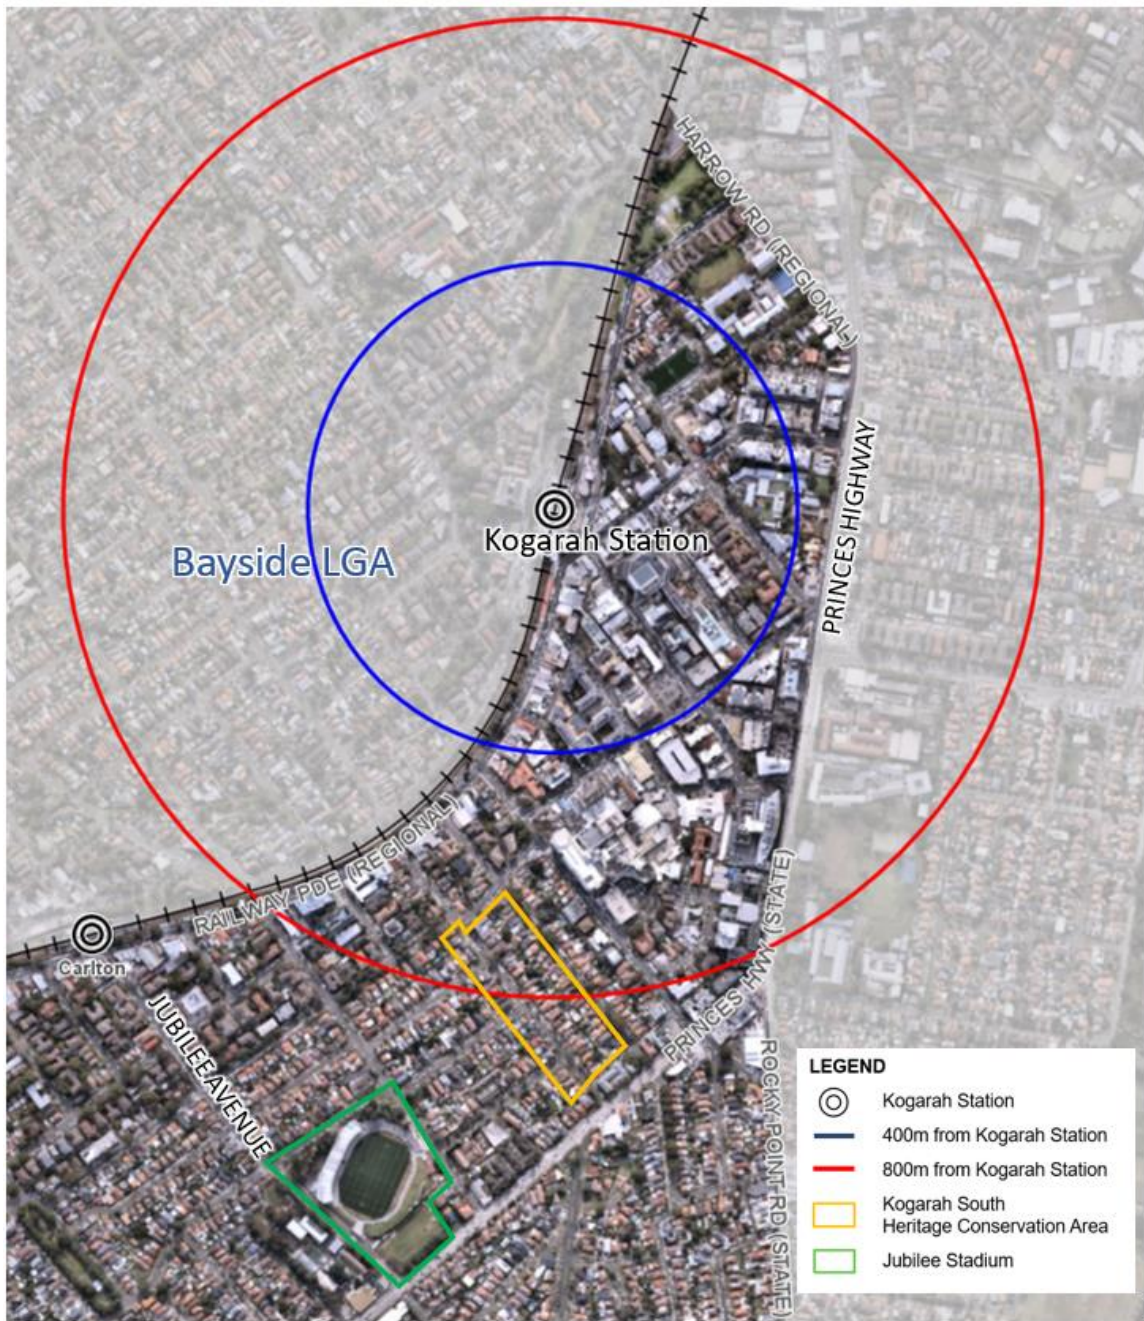 HARROW RD (REGIONAL)
PRINCES HIGHWAY
Kogarah Station
Bayside LGA
RAILWAY PDE (REGIONAL)
Carlton
JUBILEE AVENUE
PRINCES HWY (STATE)
ROCKY POINT RD (STATE)
LEGEND
Kogarah Station
400m from Kogarah Station
800m from Kogarah Station
Kogarah South
Heritage Conservation Area
Jubilee Stadium